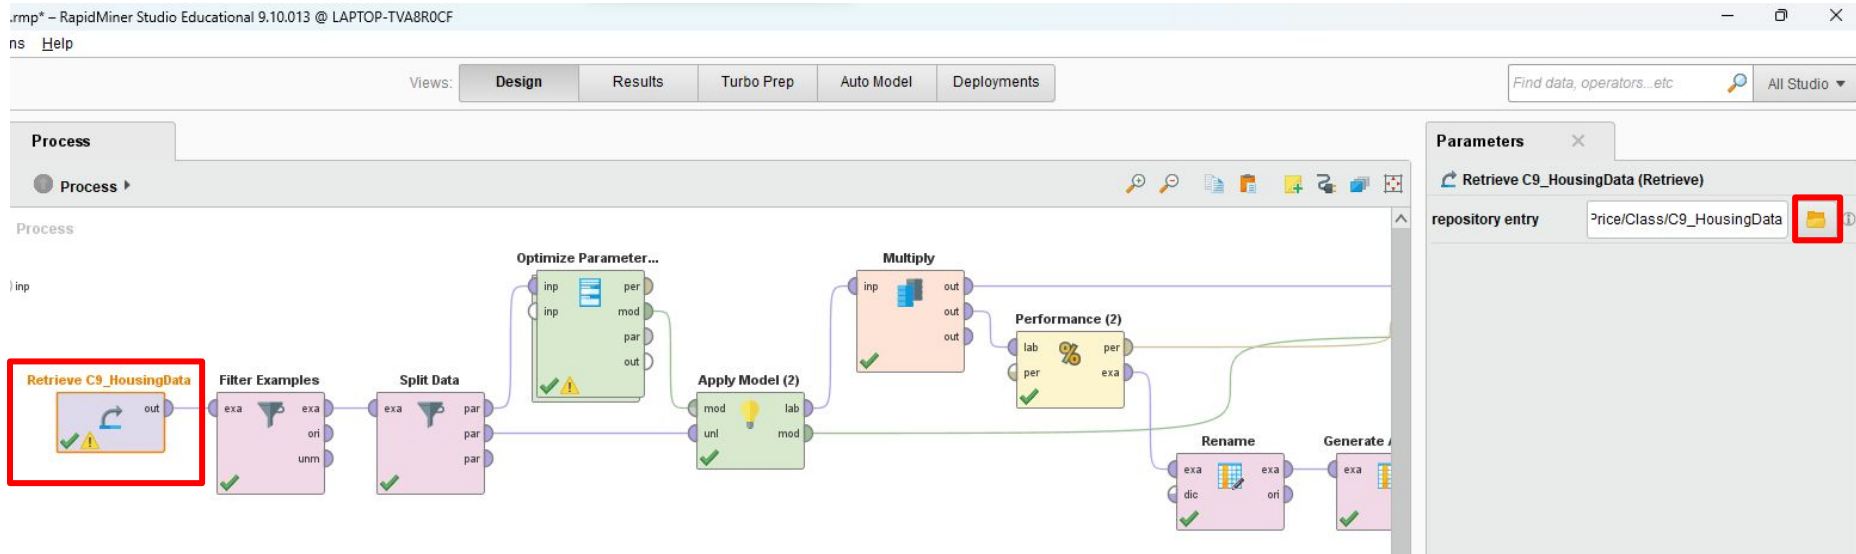 .rmp* – RapidMiner Studio Educational 9.10.013 @ LAPTOP-TVA8R0CF
ns Help
Views: Design Results Turbo Prep Auto Model Deployments
Find data, operators...etc
All Studio
Process
Process
Process
inp
Optimize Parameter...
inp per
inp mod
par
out
Multiply
inp out
out
out
Performance (2)
lab per
per exa
Retrieve C9_HousingData
out
Filter Examples
exa exa
ori
unm
Split Data
exa par
par
par
Apply Model (2)
mod lab
unl mod
Rename
exa exa
dic ori
Generate
exa
Parameters
Retrieve C9_HousingData (Retrieve)
repository entry
Price/Class/C9_HousingData